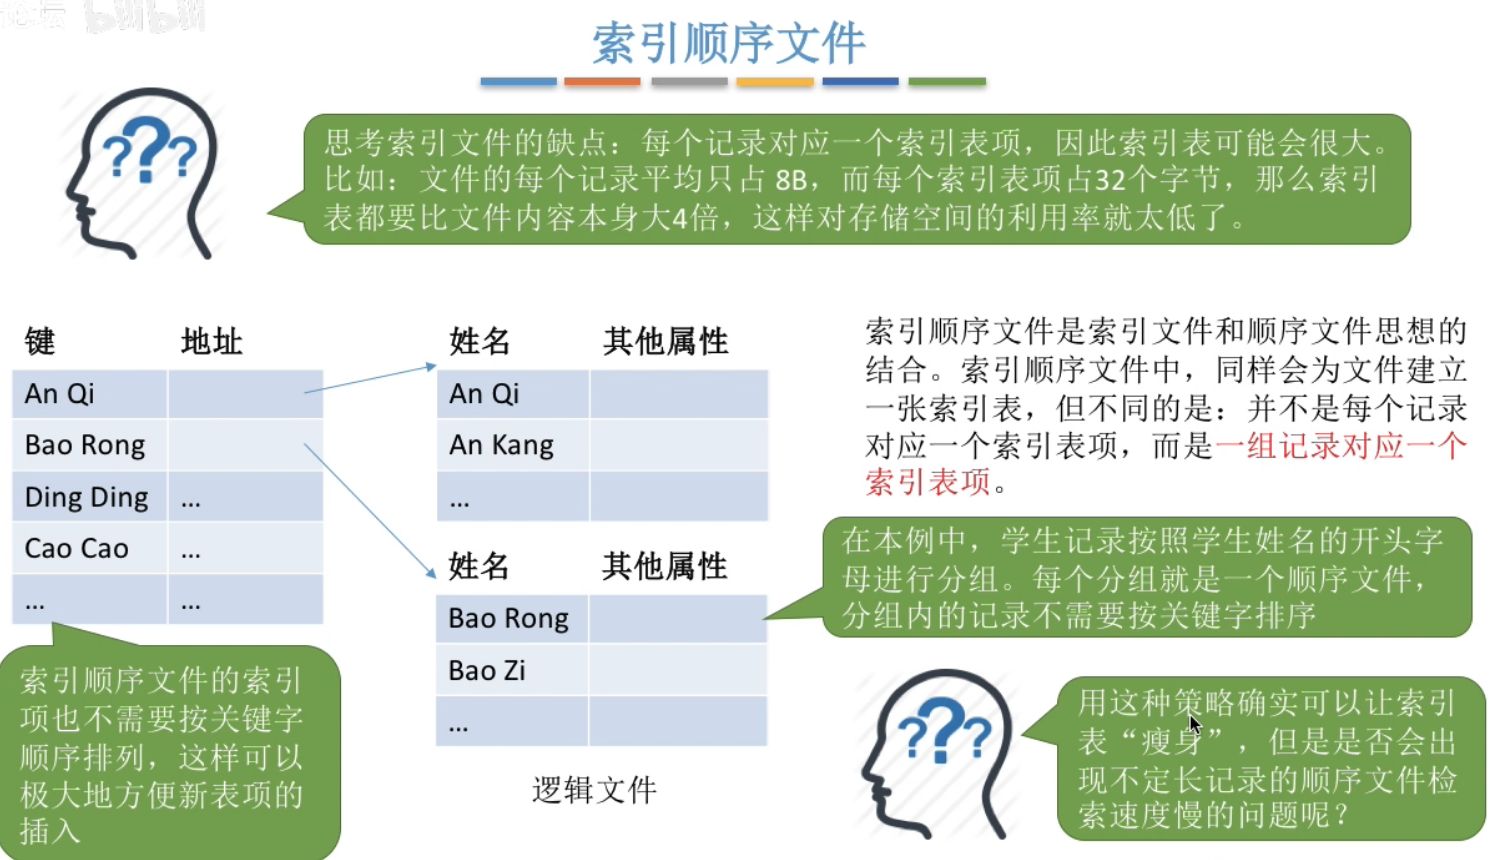 论坛 bilibili
索引顺序文件
???
思考索引文件的缺点：每个记录对应一个索引表项，因此索引表可能会很大。
比如：文件的每个记录平均只占 8B，而每个索引表项占32个字节，那么索引
表都要比文件内容本身大4倍，这样对存储空间的利用率就太低了。
键 地址
An Qi
Bao Rong
Ding Ding ...
Cao Cao ...
... ...
姓名 其他属性
An Qi
An Kang
...
姓名 其他属性
Bao Rong
Bao Zi
...
逻辑文件
索引顺序文件是索引文件和顺序文件思想的
结合。索引顺序文件中，同样会为文件建立
一张索引表，但不同的是：并不是每个记录
对应一个索引表项，而是一组记录对应一个
索引表项。
在本例中，学生记录按照学生姓名的开头字
母进行分组。每个分组就是一个顺序文件，
分组内的记录不需要按关键字排序
索引顺序文件的索引
项也不需要按关键字
顺序排列，这样可以
极大地方便新表项的
插入
???
用这种策略确实可以让索引
表“瘦身”，但是是否会出
现不定长记录的顺序文件检
索速度慢的问题呢？